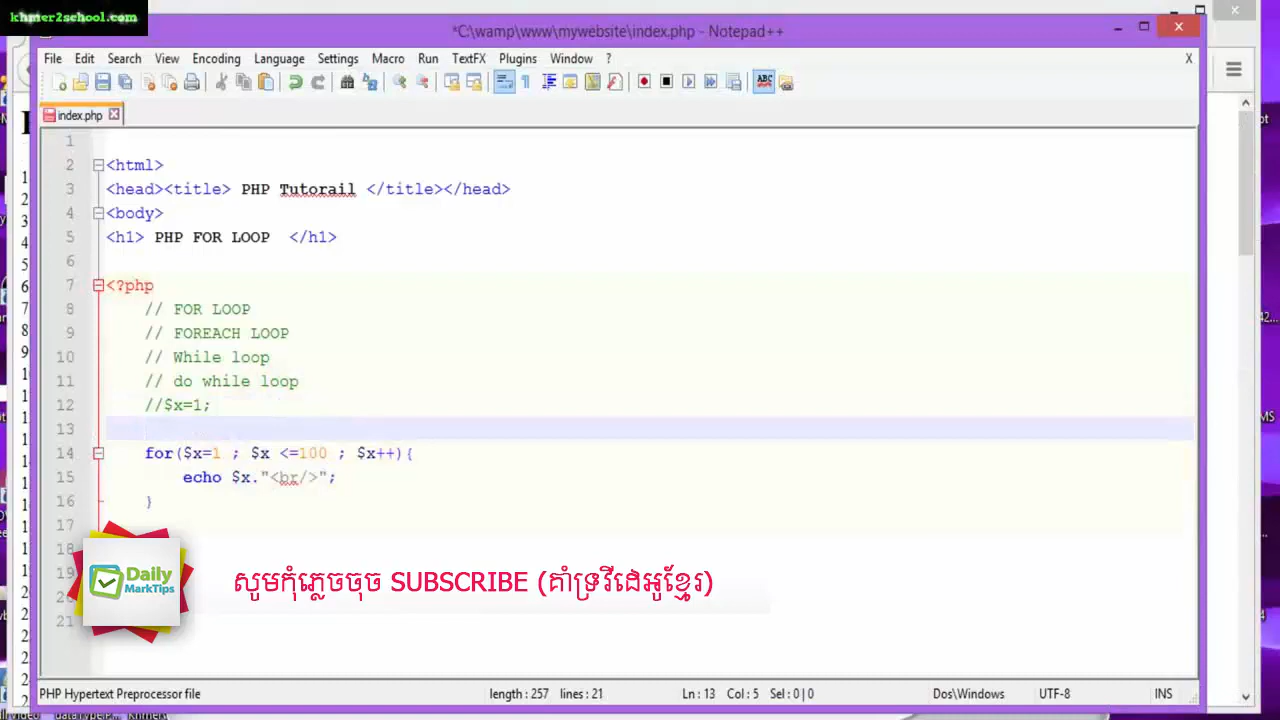 khmer2school.com
*C:\wamp\www\mywebsite\index.php - Notepad++
File Edit Search View Encoding Language Settings Macro Run TextFX Plugins Window ? X
index.php
1
2 <html>
3 <head><title> PHP Tutorail </title></head>
4 <body>
5 <h1> PHP FOR LOOP </h1>
6
7 <?php
8 // FOR LOOP
9 // FOREACH LOOP
10 // While loop
11 // do while loop
12 //$x=1;
13
14 for($x=1 ; $x <=100 ; $x++){
15 echo $x."<br/>";
16 }
17
18
19
21
Daily
MarkTips
សូមកុំភ្លេចចុច SUBSCRIBE (គាំទ្រវីដេអូខ្មែរ)
PHP Hypertext Preprocessor file length : 257 lines : 21 Ln : 13 Col : 5 Sel : 0 | 0 Dos\Windows UTF-8 INS